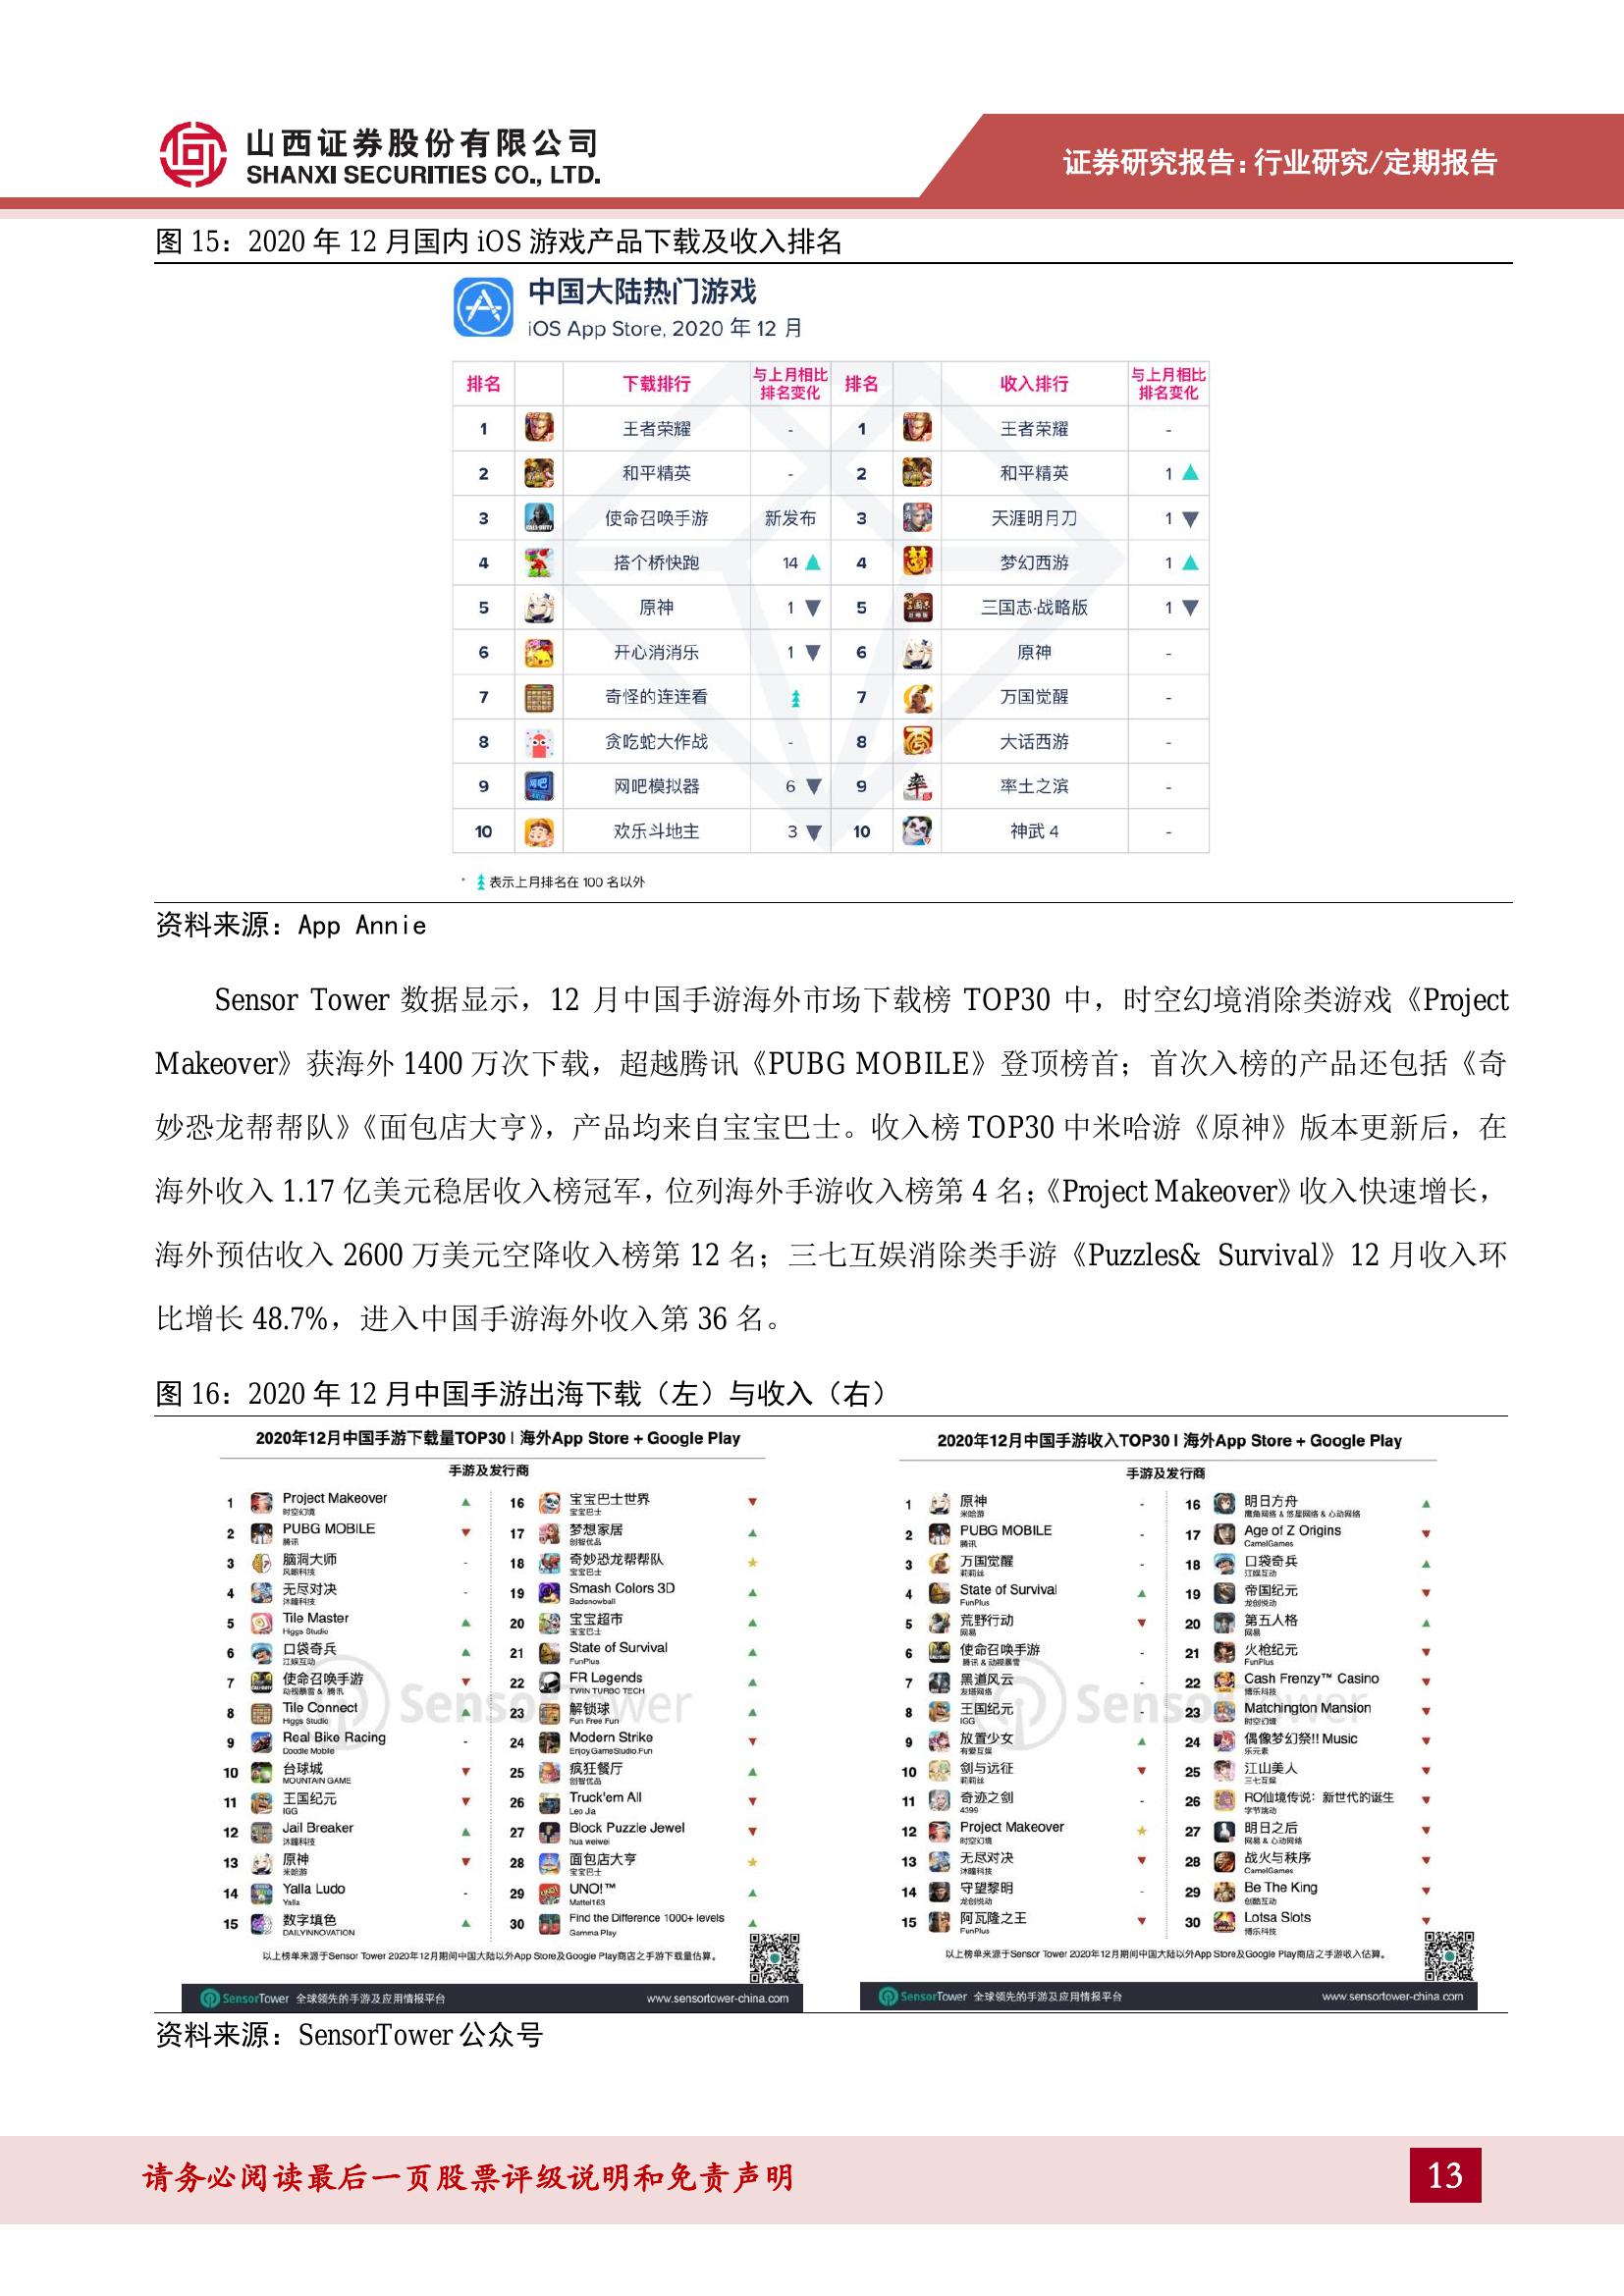 山西证券股份有限公司
SHANXI SECURITIES CO., LTD.
证券研究报告：行业研究/定期报告
图 15：2020 年 12 月国内 iOS 游戏产品下载及收入排名
中国大陆热门游戏
iOS App Store, 2020 年 12 月
排名 下载排行 与上月相比排名变化 排名 收入排行 与上月相比排名变化
1 王者荣耀 - 1 王者荣耀 -
2 和平精英 - 2 和平精英 1 ▲
3 使命召唤手游 新发布 3 天涯明月刀 1 ▼
4 搭个桥快跑 14 ▲ 4 梦幻西游 1 ▲
5 原神 1 ▼ 5 三国志·战略版 1 ▼
6 开心消消乐 1 ▼ 6 原神 -
7 奇怪的连连看 7 万国觉醒 -
8 贪吃蛇大作战 - 8 大话西游 -
9 网吧模拟器 6 ▼ 9 率土之滨 -
10 欢乐斗地主 3 ▼ 10 神武 4 -
* 表示上月排名在 100 名以外
资料来源：App Annie
Sensor Tower 数据显示，12 月中国手游海外市场下载榜 TOP30 中，时空幻境消除类游戏《Project
Makeover》获海外 1400 万次下载，超越腾讯《PUBG MOBILE》登顶榜首；首次入榜的产品还包括《奇
妙恐龙帮帮队》《面包店大亨》，产品均来自宝宝巴士。收入榜 TOP30 中米哈游《原神》版本更新后，在
海外收入 1.17 亿美元稳居收入榜冠军，位列海外手游收入榜第 4 名；《Project Makeover》收入快速增长，
海外预估收入 2600 万美元空降收入榜第 12 名；三七互娱消除类手游《Puzzles& Survival》12 月收入环
比增长 48.7%，进入中国手游海外收入第 36 名。
图 16：2020 年 12 月中国手游出海下载（左）与收入（右）
2020年12月中国手游下载量TOP30 | 海外App Store + Google Play
手游及发行商
1 Project Makeover 时空幻境 ▲
2 PUBG MOBILE 腾讯 ▼
3 脑洞大师 风眼科技 -
4 无尽对决 沐瞳科技 -
5 Tile Master Higgs Studio ▲
6 口袋奇兵 江娱互动 ▲
7 使命召唤手游 动视暴雪 & 腾讯 ▼
8 Tile Connect Higgs Studio ▲
9 Real Bike Racing Doodle Mobile -
10 台球城 MOUNTAIN GAME ▼
11 王国纪元 IGG ▼
12 Jail Breaker 沐瞳科技 ▲
13 原神 米哈游 ▼
14 Yalla Ludo Yalla -
15 数字填色 DAILYINNOVATION ▲
16 宝宝巴士世界 宝宝巴士 ▼
17 梦想家居 创智优品 ▲
18 奇妙恐龙帮帮队 宝宝巴士 ★
19 Smash Colors 3D Badsnowball ▲
20 宝宝超市 宝宝巴士 ▲
21 State of Survival FunPlus ▲
22 FR Legends TWIN TURBO TECH ▲
23 解锁球 Fun Free Fun ▲
24 Modern Strike Enjoy.GameStudio.Fun ▼
25 疯狂餐厅 创智优品 ▲
26 Truck'em All Leo Jia ▼
27 Block Puzzle Jewel hua weiwei ▼
28 面包店大亨 宝宝巴士 ★
29 UNO!™ Mattel163 ▲
30 Find the Difference 1000+ levels Gamma Play ▲
以上榜单来源于Sensor Tower 2020年12月期间中国大陆以外App Store及Google Play商店之手游下载量估算。
SensorTower
SensorTower 全球领先的手游及应用情报平台 www.sensortower-china.com
2020年12月中国手游收入TOP30 | 海外App Store + Google Play
手游及发行商
1 原神 米哈游 -
2 PUBG MOBILE 腾讯 -
3 万国觉醒 莉莉丝 -
4 State of Survival FunPlus ▲
5 荒野行动 网易 ▼
6 使命召唤手游 腾讯 & 动视暴雪 -
7 黑道风云 友塔网络 -
8 王国纪元 IGG -
9 放置少女 有爱互娱 ▲
10 剑与远征 莉莉丝 ▼
11 奇迹之剑 4399 -
12 Project Makeover 时空幻境 ★
13 无尽对决 沐瞳科技 ▼
14 守望黎明 龙创悦动 -
15 阿瓦隆之王 FunPlus ▼
16 明日方舟 鹰角网络 & 悠星网络 & 心动网络 ▲
17 Age of Z Origins CamelGames ▼
18 口袋奇兵 江娱互动 ▲
19 帝国纪元 龙创悦动 ▼
20 第五人格 网易 ▲
21 火枪纪元 FunPlus ▼
22 Cash Frenzy™ Casino 博乐科技 ▼
23 Matchington Mansion 时空幻境 ▼
24 偶像梦幻祭!! Music 乐元素 ▼
25 江山美人 三七互娱 ▼
26 RO仙境传说：新世代的诞生 字节跳动 ▼
27 明日之后 网易 & 心动网络 ▼
28 战火与秩序 CamelGames ▼
29 Be The King 创酷互动 ▼
30 Lotsa Slots 博乐科技 ▼
以上榜单来源于Sensor Tower 2020年12月期间中国大陆以外App Store及Google Play商店之手游收入估算。
SensorTower
SensorTower 全球领先的手游及应用情报平台 www.sensortower-china.com
资料来源：SensorTower 公众号
请务必阅读最后一页股票评级说明和免责声明
13